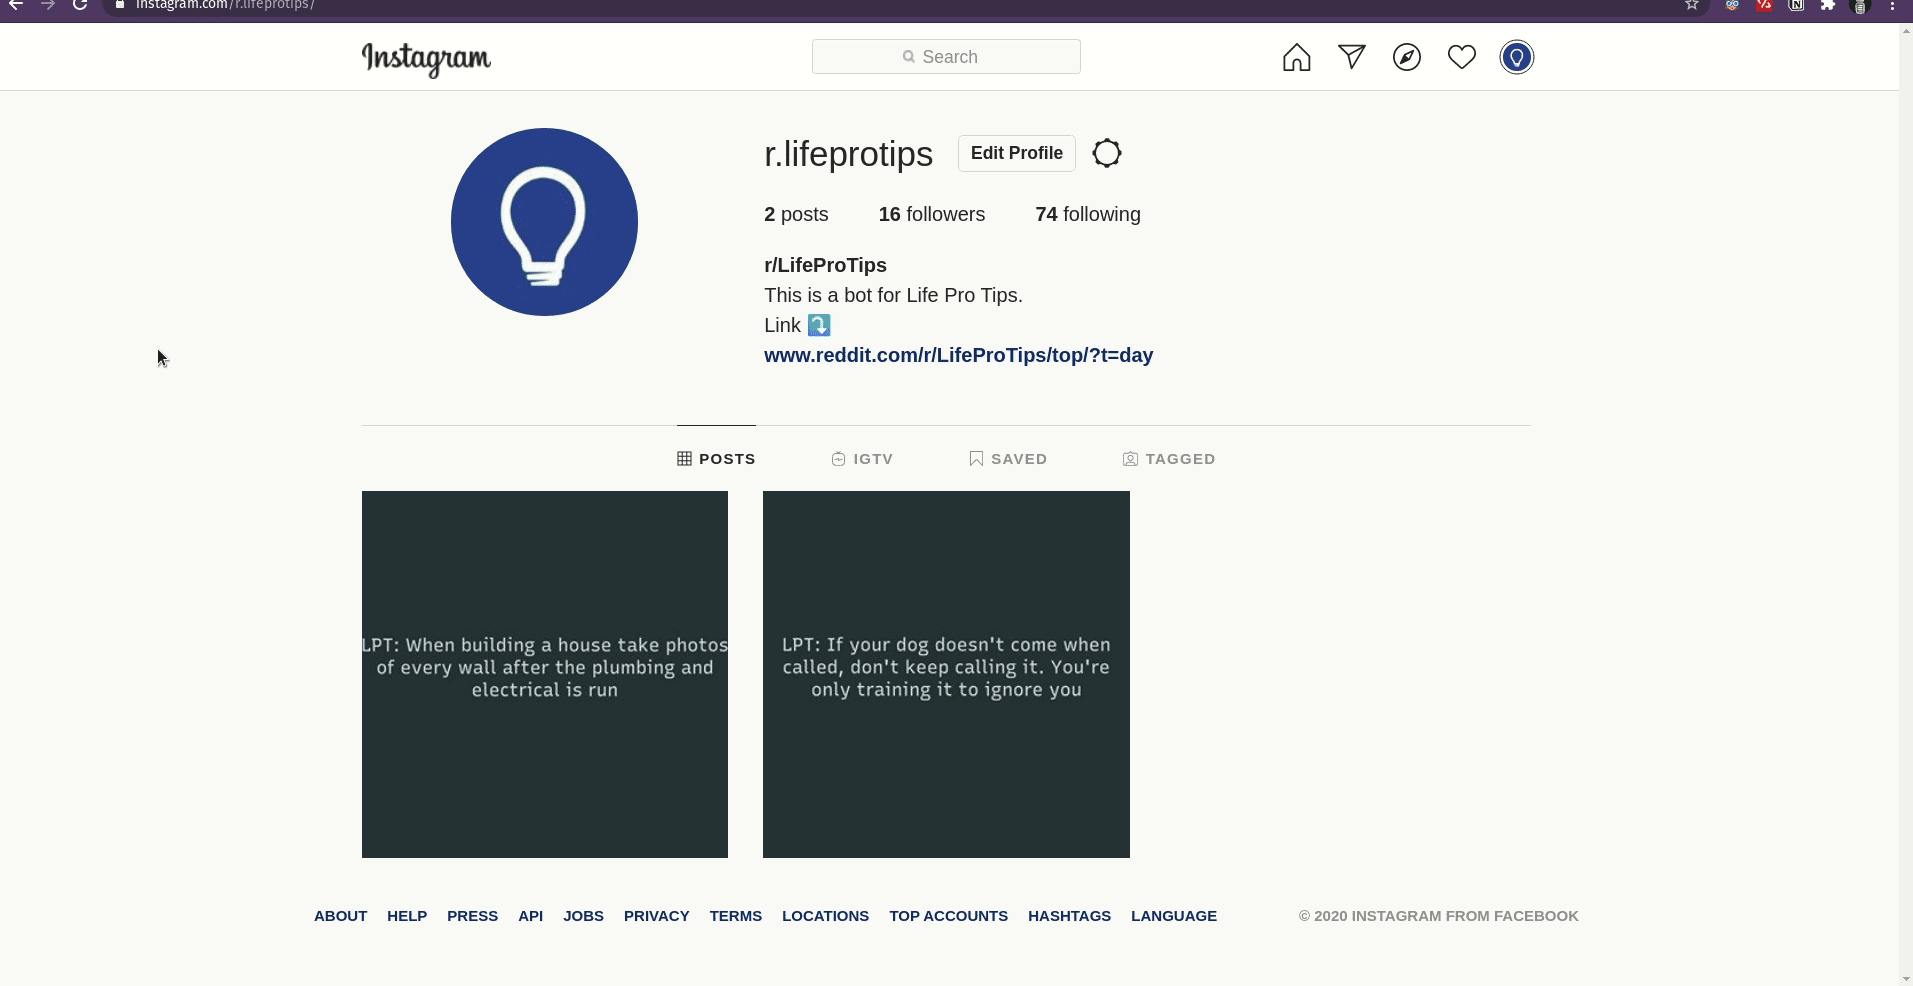 instagram.com/r.lifeprotips/
Instagram
Search
r.lifeprotips Edit Profile
2 posts 16 followers 74 following
r/LifeProTips
This is a bot for Life Pro Tips.
Link ⤵️
www.reddit.com/r/LifeProTips/top/?t=day
POSTS IGTV SAVED TAGGED
LPT: When building a house take photos
of every wall after the plumbing and
electrical is run
LPT: If your dog doesn't come when
called, don't keep calling it. You're
only training it to ignore you
ABOUT HELP PRESS API JOBS PRIVACY TERMS LOCATIONS TOP ACCOUNTS HASHTAGS LANGUAGE © 2020 INSTAGRAM FROM FACEBOOK